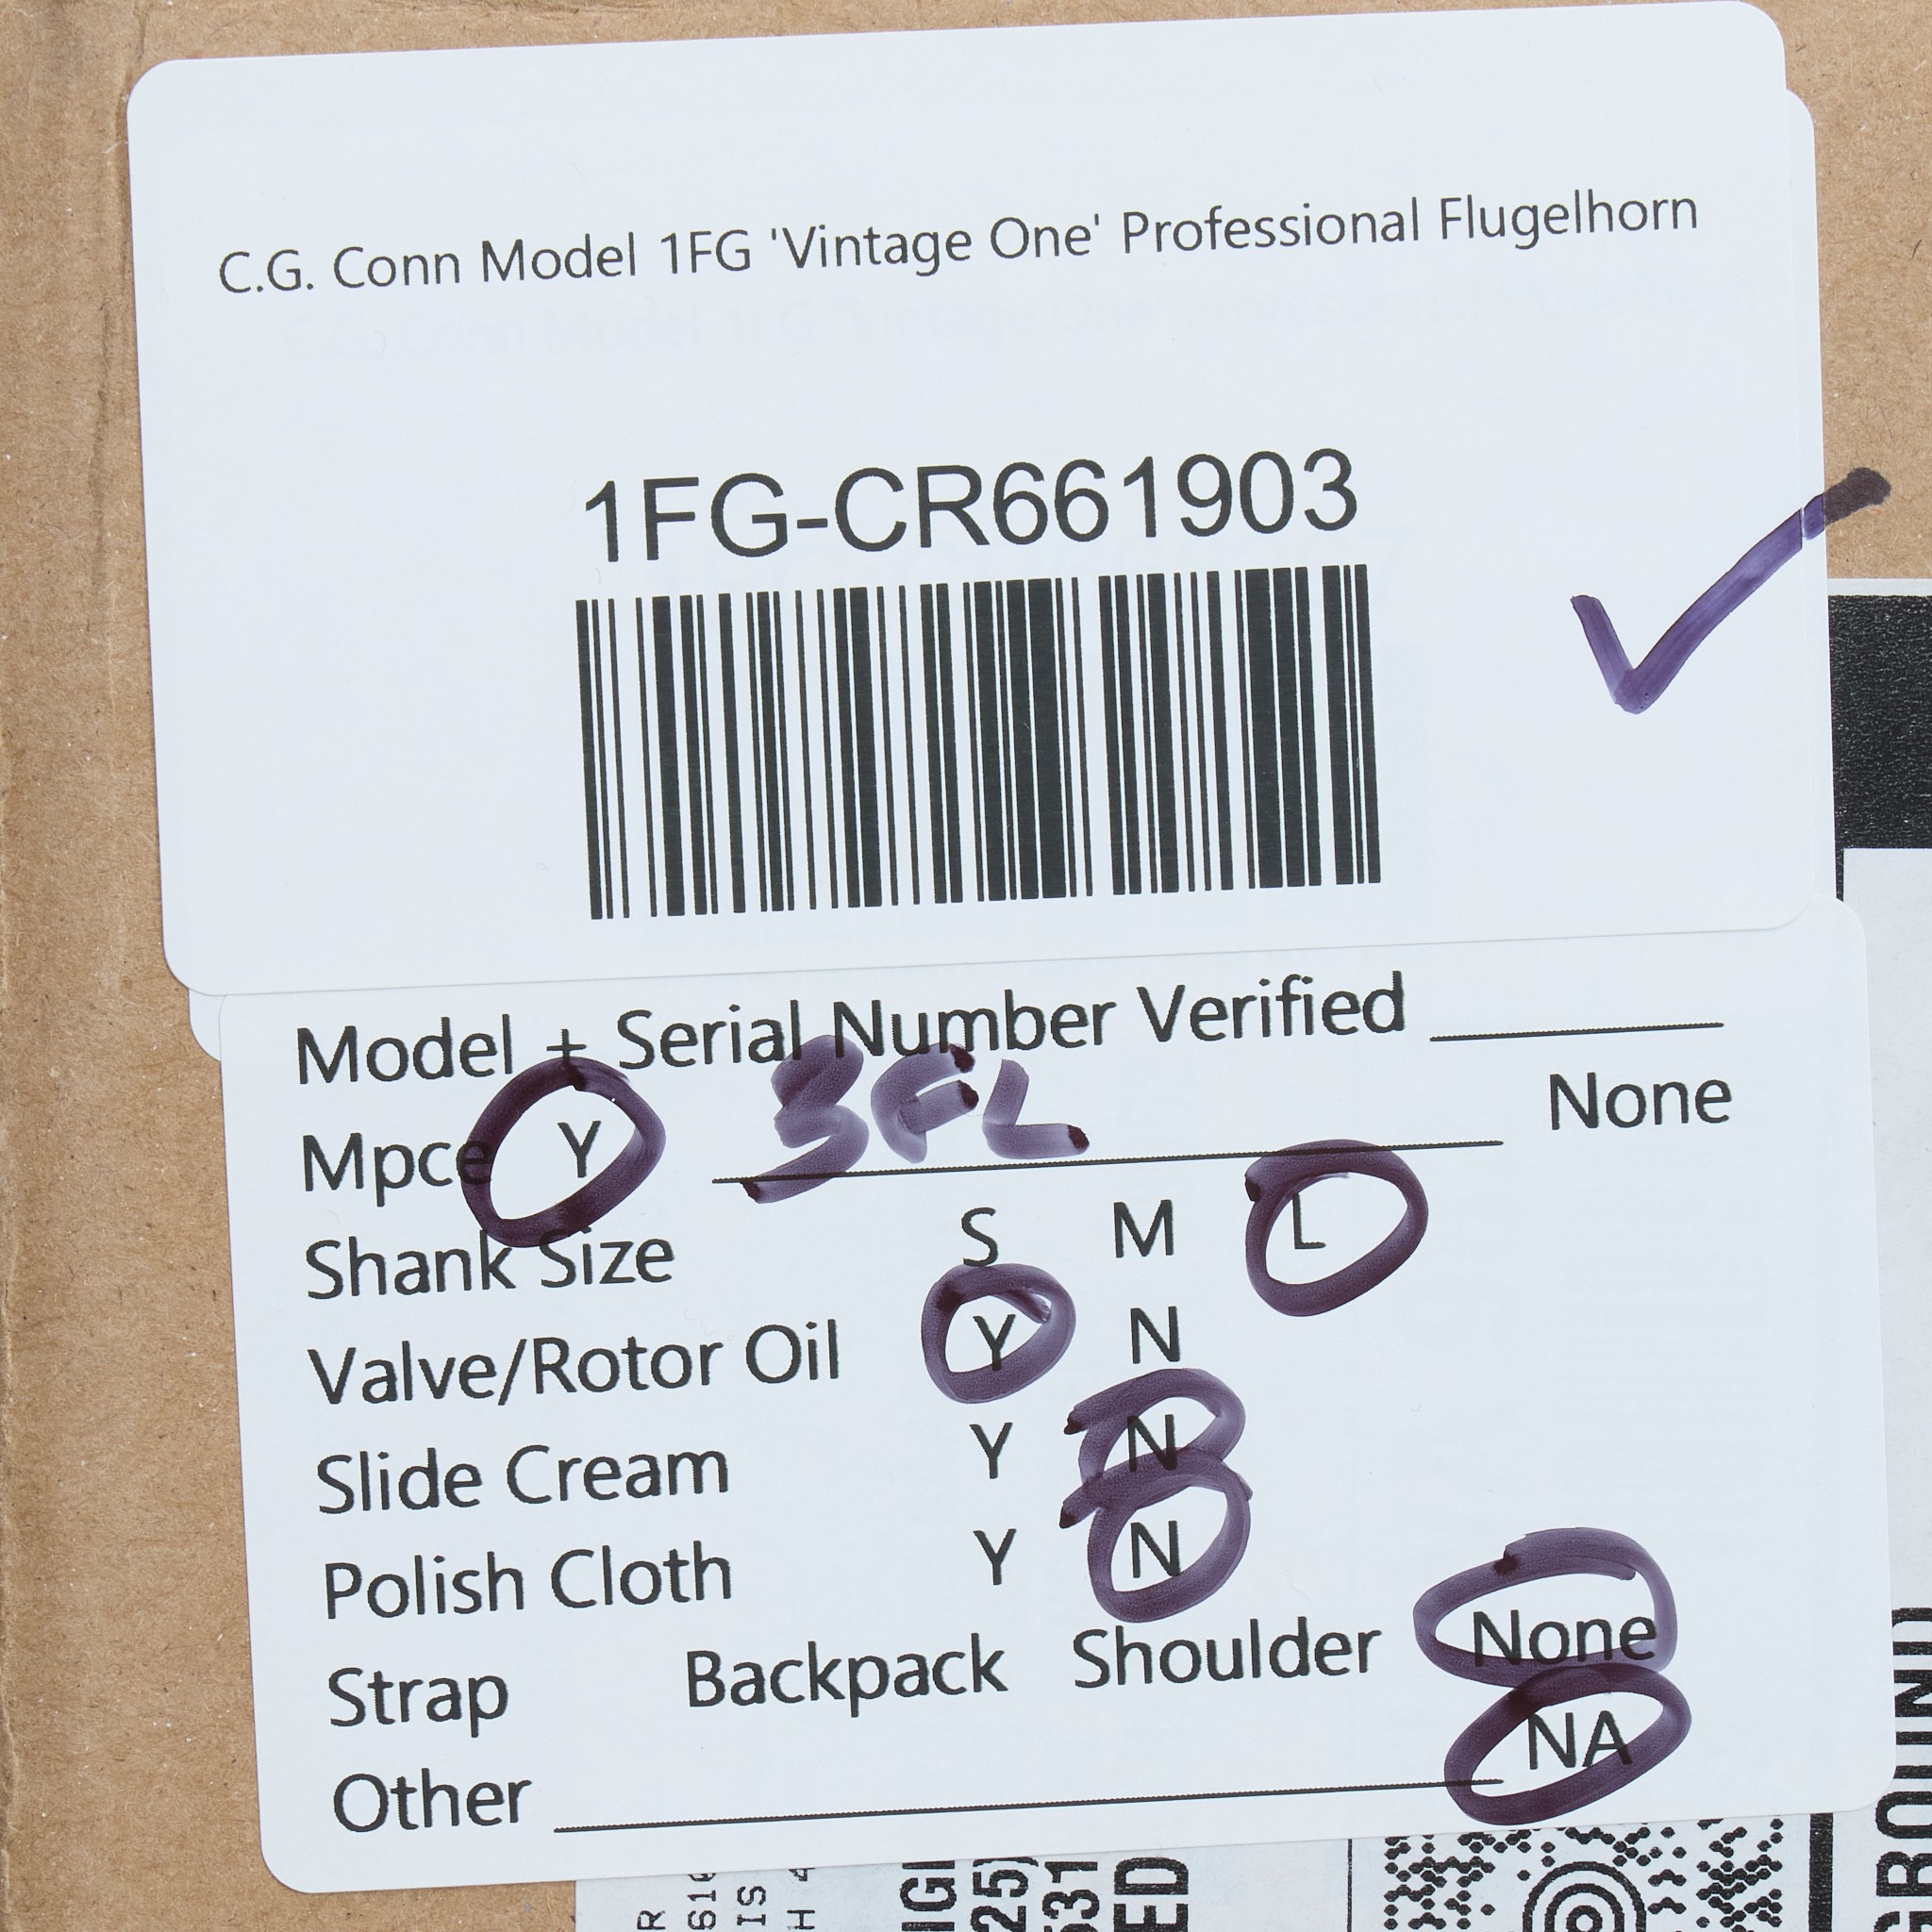 C.G. Conn Model 1FG 'Vintage One' Professional Flugelhorn
1FG-CR661903
Model + Serial Number Verified
Mpce Y 3FL None
Shank Size S M L
Valve/Rotor Oil Y N
Slide Cream Y N
Polish Cloth Y N
Strap Backpack Shoulder None
Other NA
GROUND